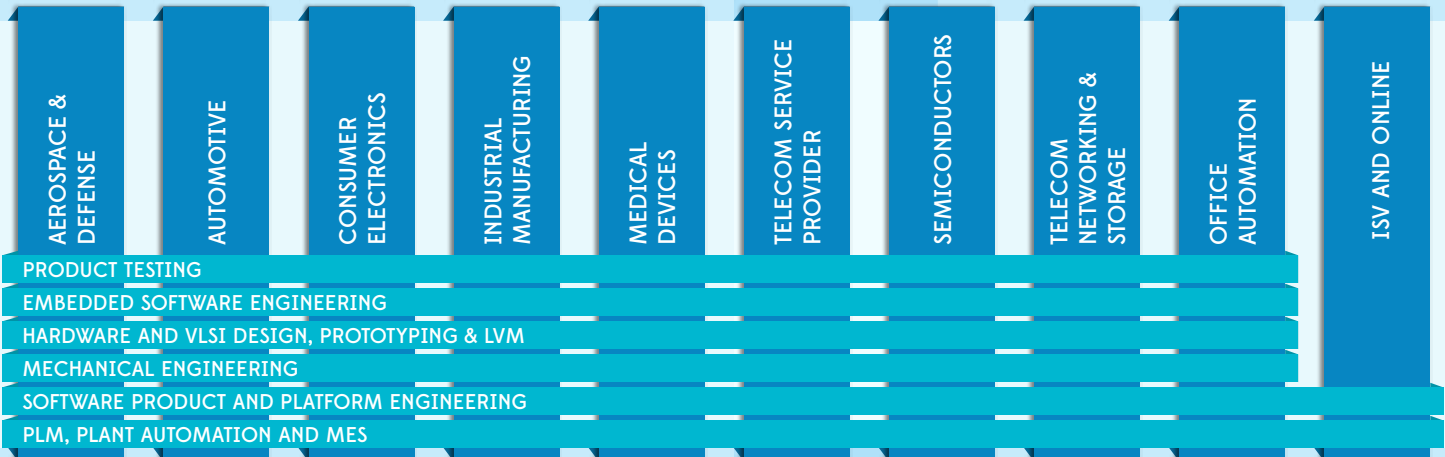 AEROSPACE &
DEFENSE
AUTOMOTIVE
CONSUMER
ELECTRONICS
INDUSTRIAL
MANUFACTURING
MEDICAL
DEVICES
TELECOM SERVICE
PROVIDER
SEMICONDUCTORS
TELECOM
NETWORKING &
STORAGE
OFFICE
AUTOMATION
ISV AND ONLINE
PRODUCT TESTING
EMBEDDED SOFTWARE ENGINEERING
HARDWARE AND VLSI DESIGN, PROTOTYPING & LVM
MECHANICAL ENGINEERING
SOFTWARE PRODUCT AND PLATFORM ENGINEERING
PLM, PLANT AUTOMATION AND MES